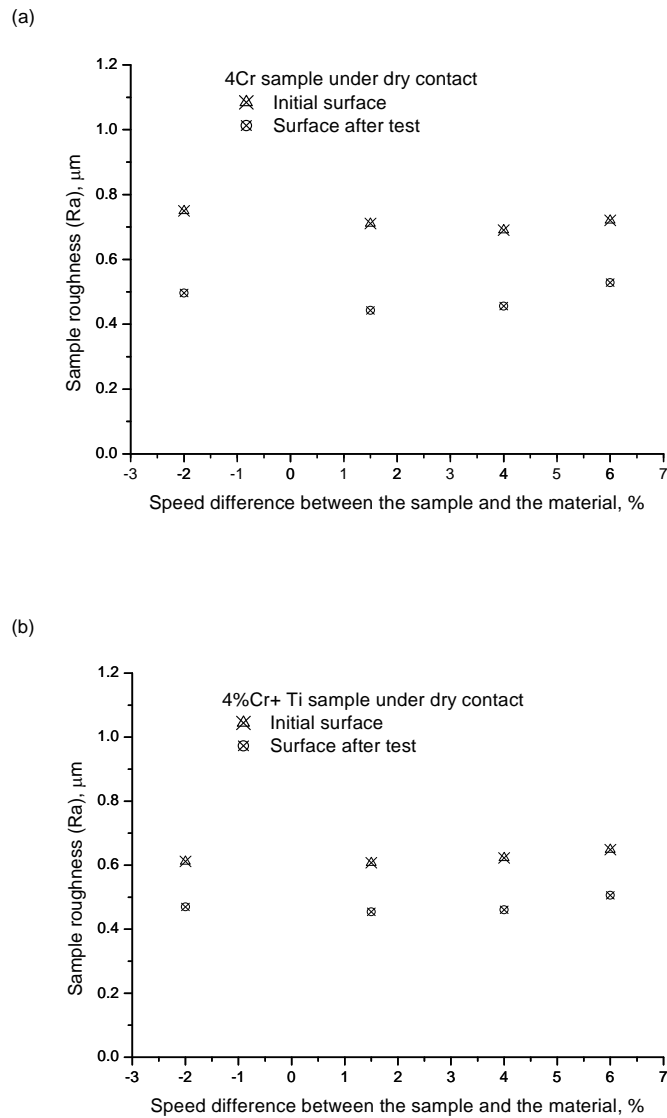 (a)
1.2
4Cr sample under dry contact
Initial surface
Surface after test
1.0
0.8
0.6
0.4
0.2
0.0
Sample roughness (Ra), μm
-3 -2 -1 0 1 2 3 4 5 6 7
Speed difference between the sample and the material, %
(b)
1.2
4%Cr+ Ti sample under dry contact
Initial surface
Surface after test
1.0
0.8
0.6
0.4
0.2
0.0
Sample roughness (Ra), μm
-3 -2 -1 0 1 2 3 4 5 6 7
Speed difference between the sample and the material, %